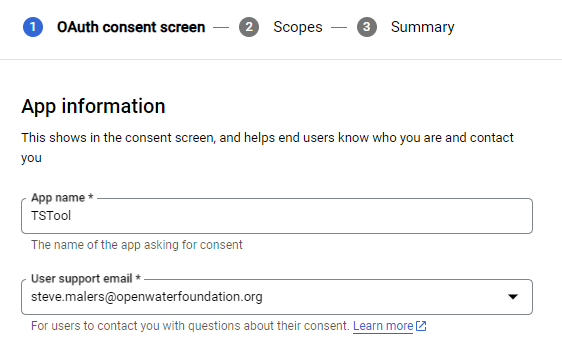 1 OAuth consent screen — 2 Scopes — 3 Summary
App information
This shows in the consent screen, and helps end users know who you are and contact
you
App name *
TSTool
The name of the app asking for consent
User support email *
steve.malers@openwaterfoundation.org
For users to contact you with questions about their consent. Learn more